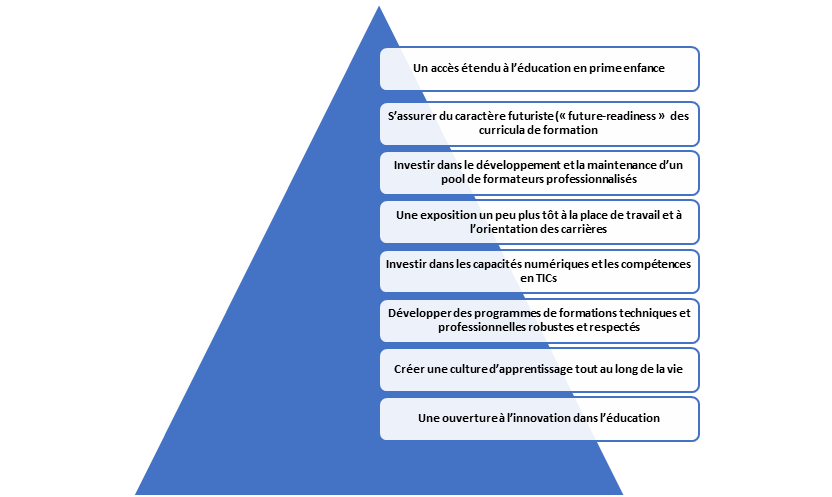 Un accès étendu à l’éducation en prime enfance
S’assurer du caractère futuriste (« future-readiness » des
curricula de formation
Investir dans le développement et la maintenance d’un
pool de formateurs professionnalisés
Une exposition un peu plus tôt à la place de travail et à
l’orientation des carrières
Investir dans les capacités numériques et les compétences
en TICs
Développer des programmes de formations techniques et
professionnelles robustes et respectés
Créer une culture d’apprentissage tout au long de la vie
Une ouverture à l’innovation dans l’éducation